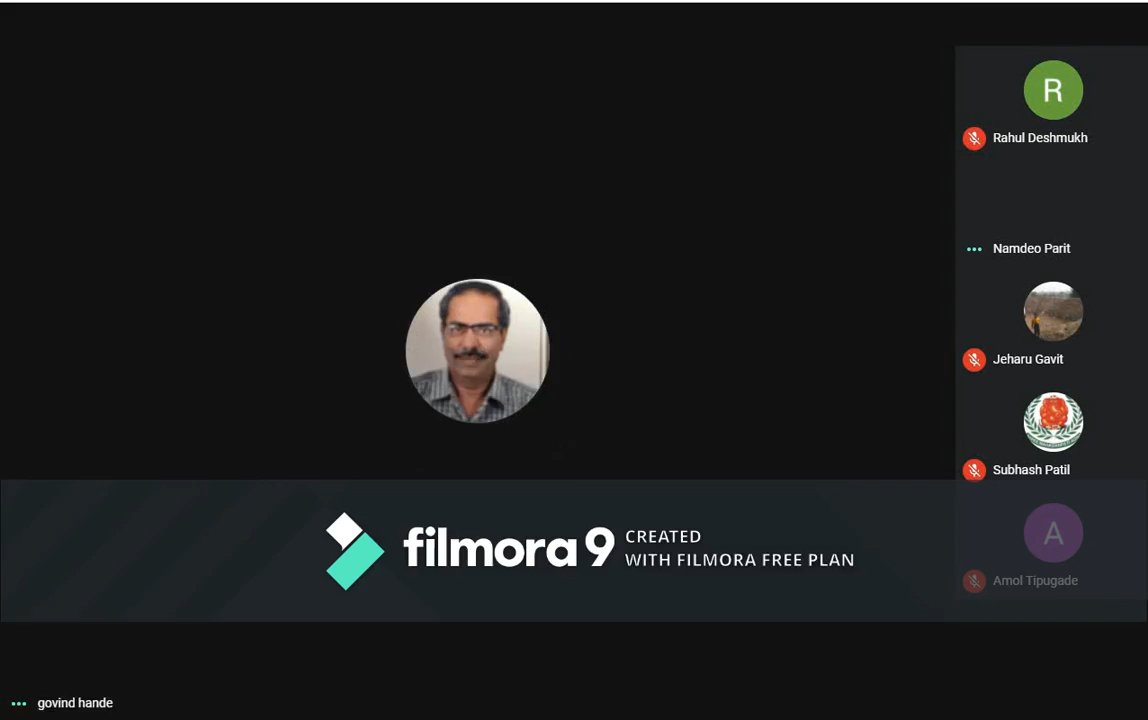 R
Rahul Deshmukh
Namdeo Parit
Jeharu Gavit
Subhash Patil
filmora 9 CREATED
WITH FILMORA FREE PLAN
A
Amol Tipugade
govind hande